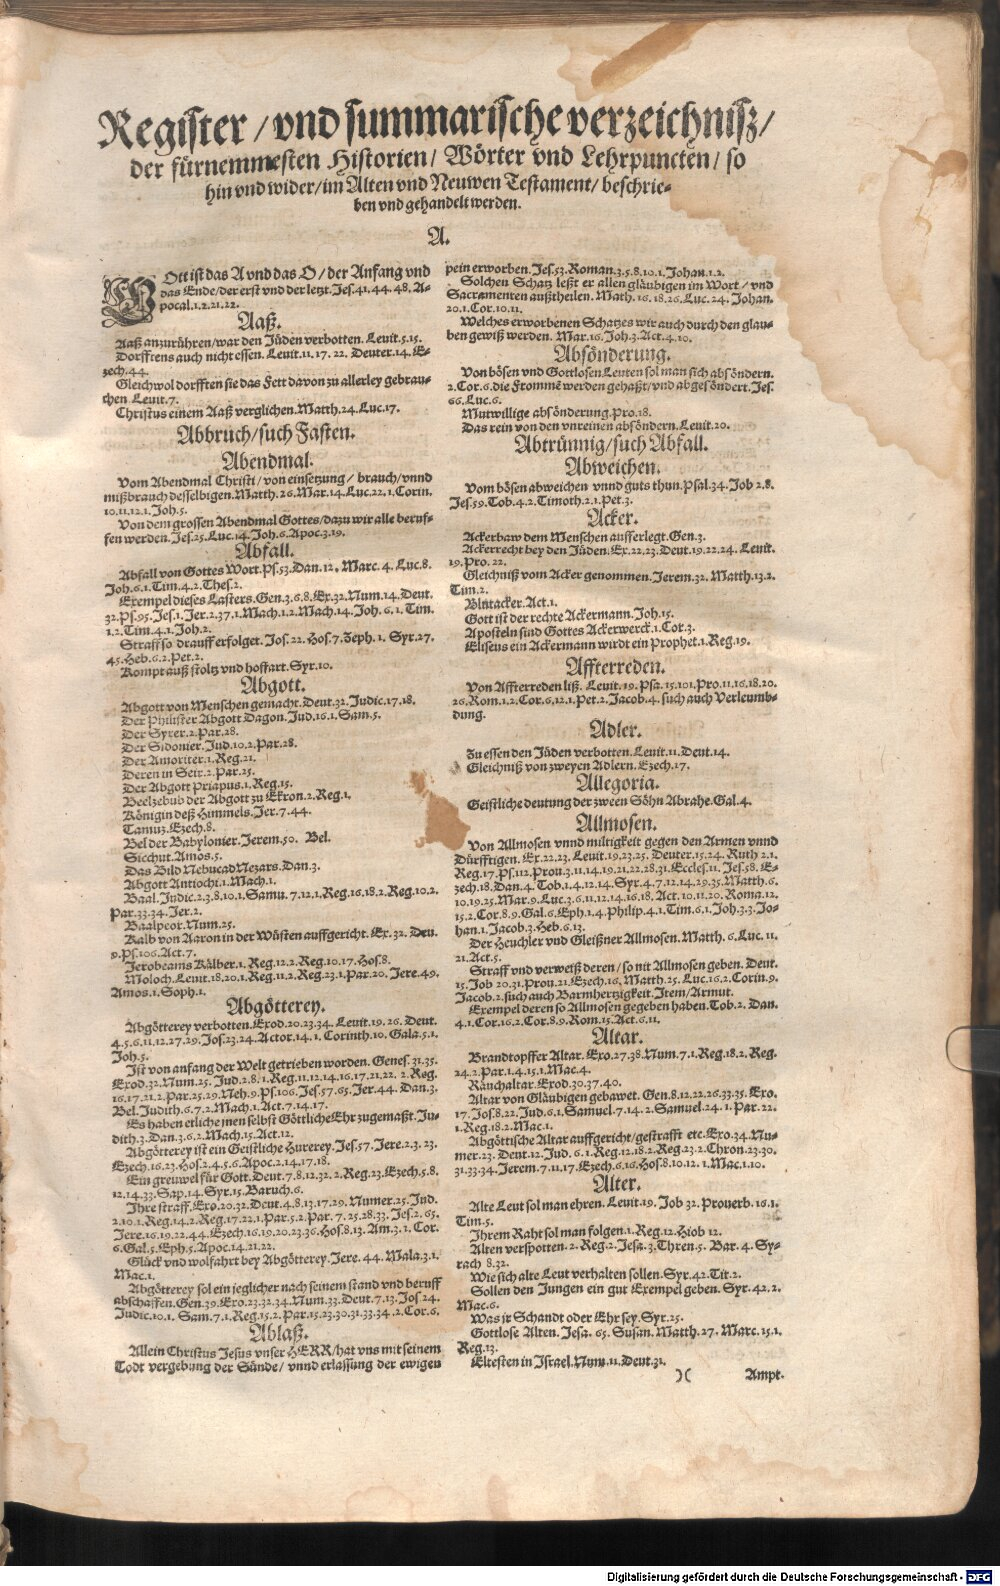 Register / vnd summarische verzeichnisz /
der fürnemmesten Historien / Wörter vnd Lehrpuncten / so
hin vnd wider / im Alten vnd Neuwen Testament / beschrie-
ben vnd gehandelt werden.
A.
GOtt ist das A vnd das O / der Anfang vnd
das Ende / der erst vnd der letzt. Jes. 41. 44. 48. A-
pocal. 1. 2. 21. 22.
Aaß.
Aaß anzurühren / war den Jüden verbotten. Leuit. 5. 15.
Dorffrens auch nicht essen. Leuit. 11. 17. 22. Deuter. 14. E-
zech. 44.
Gleichwol dorfften sie das Fett davon zu allerley gebrau-
chen. Leuit. 7.
Christus einem Aaß verglichen. Matth. 24. Luc. 17.
Abbruch / such Fasten.
Abendmal.
Vom Abendmal Christi / von einsetzung / brauch / vnnd
mißbrauch desselbigen. Matth. 26. Mar. 14. Luc. 22. 1. Corin.
10. 11. 12. 1. Joh. 5.
Von dem grossen Abendmal Gottes / dazu wir alle beruf-
fen werden. Jes. 25. Luc. 14. Joh. 6. Apoc. 3. 19.
Abfall.
Abfall von Gottes Wort. Ps. 53. Dan. 12. Marc. 4. Luc. 8.
Joh. 6. 1. Tim. 4. 2. Thes. 2.
Exempel dieses Lasters. Gen. 3. 6. 8. Ex. 32. Num. 14. Deut.
32. Ps. 95. Jes. 1. Jer. 2. 37. 1. Mach. 1. 2. Mach. 14. Joh. 6. 1. Tim.
1. 2. Tim. 4. 1. Joh. 2.
Straff so drauff erfolget. Jos. 22. Hos. 7. Zeph. 1. Syr. 27.
45. Heb. 6. 2. Pet. 2.
Kompt auß stoltz vnd hoffart. Syr. 10.
Abgott.
Abgott von Menschen gemacht. Deut. 32. Judic. 17. 18.
Der Philister Abgott Dagon. Jud. 16. 1. Sam. 5.
Der Syrer. 2. Par. 28.
Der Sidonier. Jud. 10. 2. Par. 28.
Der Amoriter. 1. Reg. 21.
Deren in Seir. 2. Par. 25.
Der Abgott Priapus. 1. Reg. 15.
Beelzebub der Abgott zu Ekron. 2. Reg. 1.
Königin deß Himmels. Jer. 7. 44.
Tamuz. Ezech. 8.
Bel der Babylonier. Jerem. 50. Bel.
Sicchut. Amos. 5.
Das Bild Nebucad Nezars. Dan. 3.
Abgott Antiochi. 1. Mach. 1.
Baal. Judic. 2. 3. 8. 10. 1. Samu. 7. 12. 1. Reg. 16. 18. 2. Reg. 10. 2.
Par. 33. 34. Jer. 2.
Baalpeor. Num. 25.
Kalb von Aaron in der Wüsten auffgericht. Ex. 32. Deu.
9. Ps. 106. Act. 7.
Jerobeams Kälber. 1. Reg. 12. 2. Reg. 10. 17. Hos. 8.
Moloch. Leuit. 18. 20. 1. Reg. 11. 2. Reg. 23. 1. Par. 20. Jere. 49.
Amos. 1. Soph. 1.
Abgötterey.
Abgötterey verbotten. Exod. 20. 23. 34. Leuit. 19. 26. Deut.
4. 5. 6. 11. 12. 27. 29. Jos. 23. 24. Actor. 14. 1. Corinth. 10. Gala. 5. 1.
Joh. 5.
Ist von anfang der Welt getrieben worden. Genes. 31. 35.
Exod. 32. Num. 25. Jud. 2. 8. 1. Reg. 11. 12. 14. 16. 17. 21. 22. 2. Reg.
16. 17. 21. 2. Par. 25. 29. Neh. 9. Ps. 106. Jes. 57. 65. Jer. 44. Dan. 3.
Bel. Judith. 6. 7. 2. Mach. 1. Act. 7. 14. 17.
Es haben etliche jnen selbst Göttliche Ehr zugemaßt. Ju-
dith. 3. Dan. 3. 6. 2. Mach. 15. Act. 12.
Abgötterey ist ein Geistliche Hurerey. Jes. 57. Jere. 2. 3. 23.
Ezech. 16. 23. Hos. 2. 4. 5. 6. Apoc. 2. 14. 17. 18.
Ein greuwel für Gott. Deut. 7. 8. 12. 32. 2. Reg. 23. Ezech. 5. 8.
12. 14. 33. Sap. 14. Syr. 15. Baruch. 6.
Ihre straff. Exo. 20. 32. Deut. 4. 8. 13. 17. 29. Numer. 25. Jud.
2. 10. 1. Reg. 14. 2. Reg. 17. 22. 1. Par. 5. 2. Par. 7. 25. 28. 33. Jes. 2. 65.
Jere. 16. 19. 22. 44. Ezech. 16. 19. 20. 23. 36. Hos. 8. 13. Am. 3. 1. Cor.
6. Gal. 5. Eph. 5. Apoc. 14. 21. 22.
Glück vnd wolfahrt bey Abgötterey. Jere. 44. Mala. 3. 1.
Mac. 1.
Abgötterey sol ein jeglicher nach seinem stand vnd beruff
abschaffen. Gen. 39. Exo. 23. 32. 34. Num. 33. Deut. 7. 13. Jos. 24.
Judic. 10. 1. Sam. 7. 1. Reg. 15. 2. Par. 15. 23. 30. 31. 33. 34. 2. Cor. 6.
Ablaß.
Allein Christus Jesus vnser HERR / hat vns mit seinem
Todt vergebung der Sünde / vnnd erlassung der ewigen
pein erworben. Jes. 53. Roman. 3. 5. 8. 10. 1. Johan. 1. 2.
Solchen Schatz leßt er allen gläubigen im Wort / vnd
Sacramenten außtheilen. Math. 16. 18. 26. Luc. 24. Johan.
20. 1. Cor. 10. 11.
Welches erworbenen Schatzes wir auch durch den glau-
ben gewiß werden. Mar. 16. Joh. 3. Act. 4. 10.
Absönderung.
Von bösen vnd Gottlosen Leuten sol man sich absöndern.
2. Cor. 6. die Frommē werden gehaßt / vnd abgesöndert. Jes.
66. Luc. 6.
Mutwillige absönderung. Pro. 18.
Das rein von den vnreinen absöndern. Leuit. 20.
Abtrünnig / such Abfall.
Abweichen.
Vom bösen abweichen vnnd guts thun. Psal. 34. Job 2. 8.
Jes. 59. Tob. 4. 2. Timoth. 2. 1. Pet. 3.
Acker.
Ackerbaw dem Menschen aufferlegt. Gen. 3.
Ackerrecht bey den Jüden. Ex. 22. 23. Deut. 19. 22. 24. Leuit.
19. Pro. 22.
Gleichniß vom Acker genommen. Jerem. 32. Matth. 13. 2.
Tim. 2.
Blutacker. Act. 1.
Gott ist der rechte Ackermann. Joh. 15.
Aposteln sind Gottes Ackerwerck. 1. Cor. 3.
Eliseus ein Ackermann wirdt ein Prophet. 1. Reg. 19.
Affterreden.
Von Affterreden liß. Leuit. 19. Psa. 15. 101. Pro. 11. 16. 18. 20.
26. Rom. 1. 2. Cor. 6. 12. 1. Pet. 2. Jacob. 4. such auch Verleumb-
dung.
Adler.
Zu essen den Jüden verbotten. Leuit. 11. Deut. 14.
Gleichniß von zweyen Adlern. Ezech. 17.
Allegoria.
Geistliche deutung der zween Söhn Abrahe. Gal. 4.
Allmosen.
Von Allmosen vnnd miltigkeit gegen den Armen vnnd
Dürfftigen. Ex. 22. 23. Leuit. 19. 23. 25. Deuter. 15. 24. Ruth 2. 1.
Reg. 17. Ps. 112. Prou. 3. 11. 14. 19. 21. 22. 28. 31. Eccles. 11. Jes. 58. E-
zech. 18. Dan. 4. Tob. 1. 4. 12. 14. Syr. 4. 7. 12. 14. 29. 35. Matth. 6.
10. 19. 25. Mar. 9. Luc. 3. 6. 11. 12. 14. 16. 18. Act. 10. 11. 20. Roma. 12.
15. 2. Cor. 8. 9. Gal. 6. Eph. 1. 4. Philip. 4. 1. Tim. 6. 1. Joh. 3. 3. Jo-
han. 1. Jacob. 3. Heb. 6. 13.
Der Heuchler vnd Gleißner Allmosen. Matth. 6. Luc. 11.
21. Act. 5.
Straff vnd verweiß deren / so nit Allmosen geben. Deut.
15. Job 20. 31. Prou. 21. Ezech. 16. Matth. 25. Luc. 16. 2. Corin. 9.
Jacob. 2. such auch Barmhertzigkeit. Item / Armut.
Exempel deren so Allmosen gegeben haben. Tob. 2. Dan.
4. 1. Cor. 16. 2. Cor. 8. 9. Rom. 15. Act. 6. 11.
Altar.
Brandtopffer Altar. Exo. 27. 38. Num. 7. 1. Reg. 18. 2. Reg.
24. 2. Par. 1. 4. 15. 1. Mac. 4.
Räuchaltar. Exod. 30. 37. 40.
Altar von Gläubigen gebawet. Gen. 8. 12. 22. 26. 33. 35. Exo.
17. Jos. 8. 22. Jud. 6. 1. Samuel. 7. 14. 2. Samuel. 24. 1. Par. 22.
1. Reg. 18. 2. Mac. 1.
Abgöttische Altar auffgericht / gestrafft etc. Exo. 34. Nu-
mer. 23. Deut. 12. Jud. 6. 1. Reg. 12. 18. 2. Reg. 23. 2. Chron. 23. 30.
31. 33. 34. Jerem. 7. 11. 17. Ezech. 6. 16. Hos. 8. 10. 12. 1. Mac. 1. 10.
Alter.
Alte Leut sol man ehren. Leuit. 19. Job 32. Prouerb. 16. 1.
Tim. 5.
Ihrem Raht sol man folgen. 1. Reg. 12. Hiob 12.
Alten verspotten. 2. Reg. 2. Jesa. 3. Thren. 5. Bar. 4. Sy-
rach 8. 32.
Wie sich alte Leut verhalten sollen. Syr. 42. Tit. 2.
Sollen den Jungen ein gut Exempel geben. Syr. 42. 2.
Mac. 6.
Was jr Schandt oder Ehr sey. Syr. 25.
Gottlose Alten. Jesa. 65. Susan. Matth. 27. Marc. 15. 1.
Reg. 13.
Eltesten in Israel. Num. 11. Deut. 31.
)( Ampt.
Digitalisierung gefördert durch die Deutsche Forschungsgemeinschaft - DFG